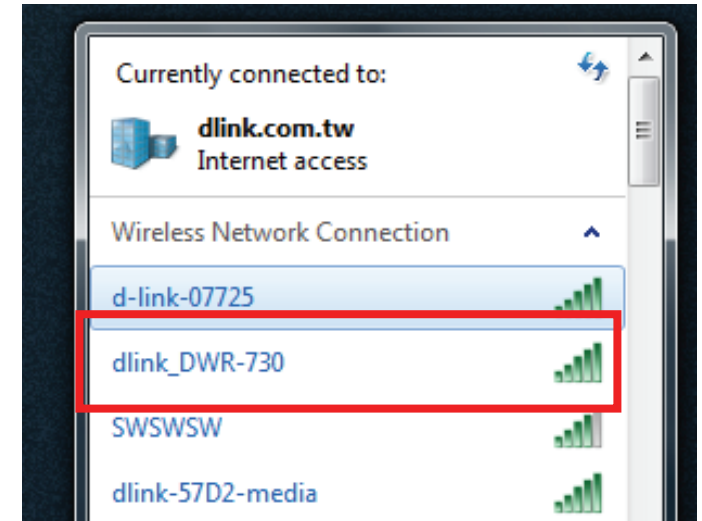 Currently connected to:
dlink.com.tw
Internet access
Wireless Network Connection
d-link-07725
dlink_DWR-730
SWSWSW
dlink-57D2-media